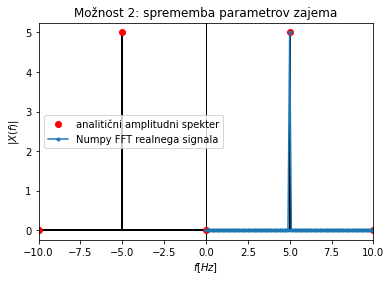 Možnost 2: sprememba parametrov zajema
5
4
3
2
1
0
|X(f)|
analitični amplitudni spekter
Numpy FFT realnega signala
−10.0 −7.5 −5.0 −2.5 0.0 2.5 5.0 7.5 10.0
f[Hz]